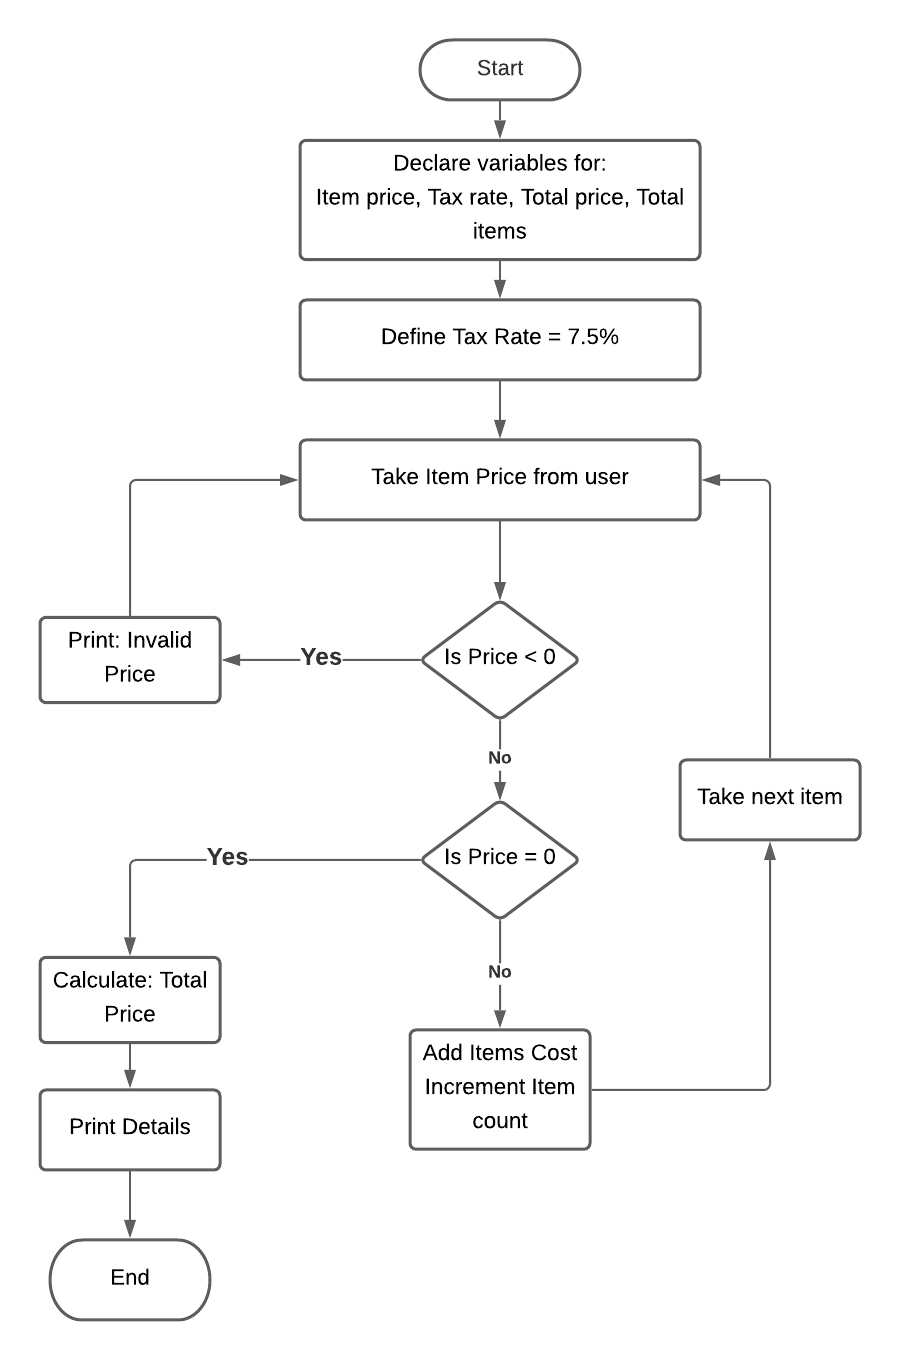 Start
Declare variables for:
Item price, Tax rate, Total price, Total
items
Define Tax Rate = 7.5%
Take Item Price from user
Print: Invalid
Price
Yes
Is Price < 0
No
Take next item
Yes
Is Price = 0
No
Calculate: Total
Price
Add Items Cost
Increment Item
count
Print Details
End